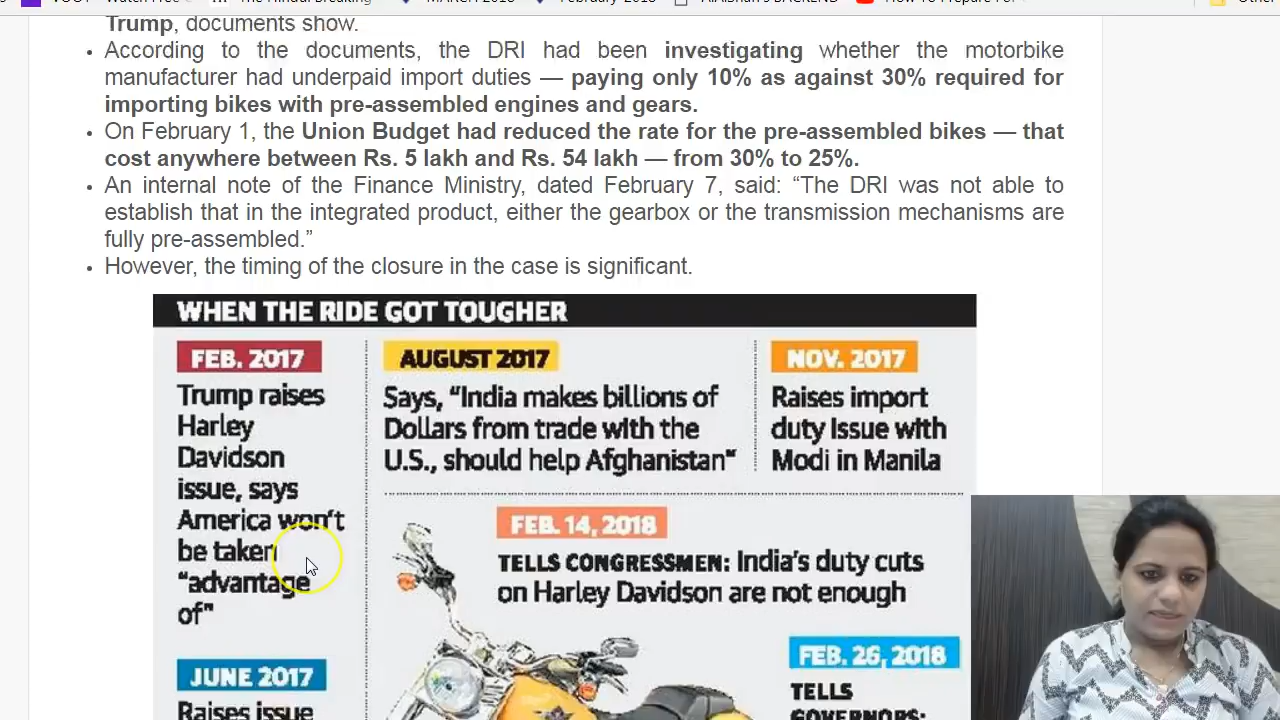 Trump, documents show.
• According to the documents, the DRI had been investigating whether the motorbike
manufacturer had underpaid import duties — paying only 10% as against 30% required for
importing bikes with pre-assembled engines and gears.
• On February 1, the Union Budget had reduced the rate for the pre-assembled bikes — that
cost anywhere between Rs. 5 lakh and Rs. 54 lakh — from 30% to 25%.
• An internal note of the Finance Ministry, dated February 7, said: “The DRI was not able to
establish that in the integrated product, either the gearbox or the transmission mechanisms are
fully pre-assembled.”
• However, the timing of the closure in the case is significant.
WHEN THE RIDE GOT TOUGHER
FEB. 2017
Trump raises
Harley
Davidson
issue, says
America won't
be taken
“advantage
of”
JUNE 2017
Raises issue
AUGUST 2017
Says, “India makes billions of
Dollars from trade with the
U.S., should help Afghanistan”
NOV. 2017
Raises import
duty issue with
Modi in Manila
FEB. 14, 2018
TELLS CONGRESSMEN: India's duty cuts
on Harley Davidson are not enough
FEB. 26, 2018
TELLS
GOVERNORS: